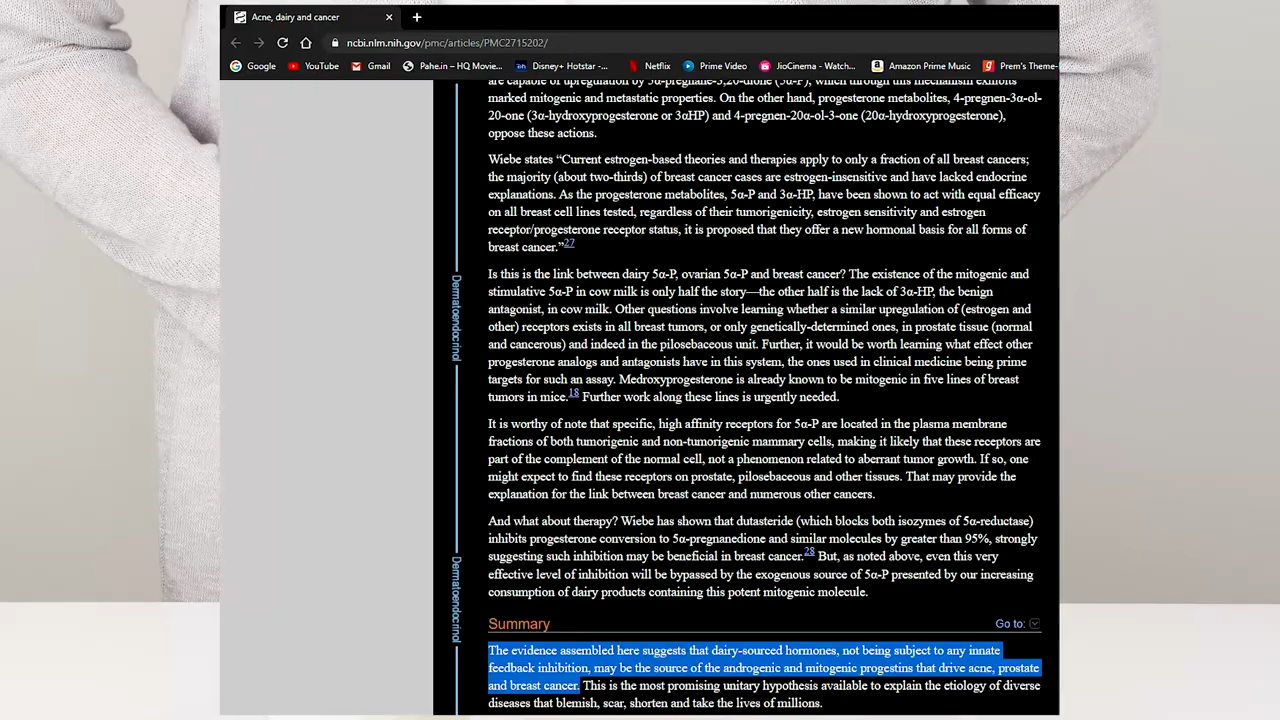 Acne, dairy and cancer
ncbi.nlm.nih.gov/pmc/articles/PMC2715202/
Google YouTube Gmail Pahe.in – HQ Movie... Disney+ Hotstar -... Netflix Prime Video JioCinema - Watch... Amazon Prime Music Prem's Theme-
are capable of upregulation by 5α-pregnane-3,20-dione (5α-P), which through this mechanism exhibits
marked mitogenic and metastatic properties. On the other hand, progesterone metabolites, 4-pregnen-3α-ol-
20-one (3α-hydroxyprogesterone or 3αHP) and 4-pregnen-20α-ol-3-one (20α-hydroxyprogesterone),
oppose these actions.
Wiebe states “Current estrogen-based theories and therapies apply to only a fraction of all breast cancers;
the majority (about two-thirds) of breast cancer cases are estrogen-insensitive and have lacked endocrine
explanations. As the progesterone metabolites, 5α-P and 3α-HP, have been shown to act with equal efficacy
on all breast cell lines tested, regardless of their tumorigenicity, estrogen sensitivity and estrogen
receptor/progesterone receptor status, it is proposed that they offer a new hormonal basis for all forms of
breast cancer.”27
Is this is the link between dairy 5α-P, ovarian 5α-P and breast cancer? The existence of the mitogenic and
stimulative 5α-P in cow milk is only half the story—the other half is the lack of 3α-HP, the benign
antagonist, in cow milk. Other questions involve learning whether a similar upregulation of (estrogen and
other) receptors exists in all breast tumors, or only genetically-determined ones, in prostate tissue (normal
and cancerous) and indeed in the pilosebaceous unit. Further, it would be worth learning what effect other
progesterone analogs and antagonists have in this system, the ones used in clinical medicine being prime
targets for such an assay. Medroxyprogesterone is already known to be mitogenic in five lines of breast
tumors in mice.18 Further work along these lines is urgently needed.
It is worthy of note that specific, high affinity receptors for 5α-P are located in the plasma membrane
fractions of both tumorigenic and non-tumorigenic mammary cells, making it likely that these receptors are
part of the complement of the normal cell, not a phenomenon related to aberrant tumor growth. If so, one
might expect to find these receptors on prostate, pilosebaceous and other tissues. That may provide the
explanation for the link between breast cancer and numerous other cancers.
And what about therapy? Wiebe has shown that dutasteride (which blocks both isozymes of 5α-reductase)
inhibits progesterone conversion to 5α-pregnanedione and similar molecules by greater than 95%, strongly
suggesting such inhibition may be beneficial in breast cancer.28 But, as noted above, even this very
effective level of inhibition will be bypassed by the exogenous source of 5α-P presented by our increasing
consumption of dairy products containing this potent mitogenic molecule.
Summary Go to:
The evidence assembled here suggests that dairy-sourced hormones, not being subject to any innate
feedback inhibition, may be the source of the androgenic and mitogenic progestins that drive acne, prostate
and breast cancer. This is the most promising unitary hypothesis available to explain the etiology of diverse
diseases that blemish, scar, shorten and take the lives of millions.
Dermatoendocrinol
Dermatoendocrinol